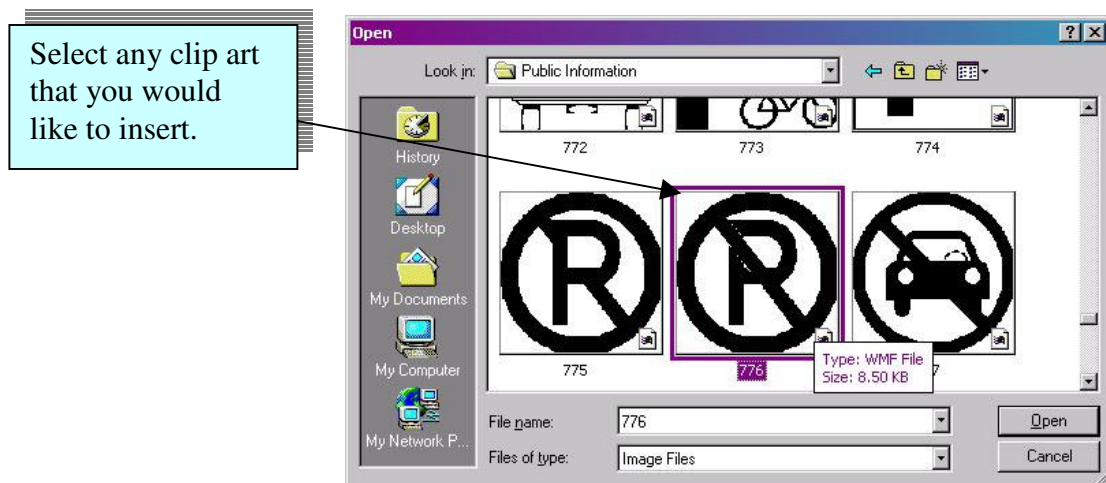 Select any clip art
that you would
like to insert.
Open
Look in:
Public Information
History
Desktop
My Documents
My Computer
My Network P...
772
773
774
775
776
7
Type: WMF File
Size: 8.50 KB
File name:
776
Open
Files of type:
Image Files
Cancel